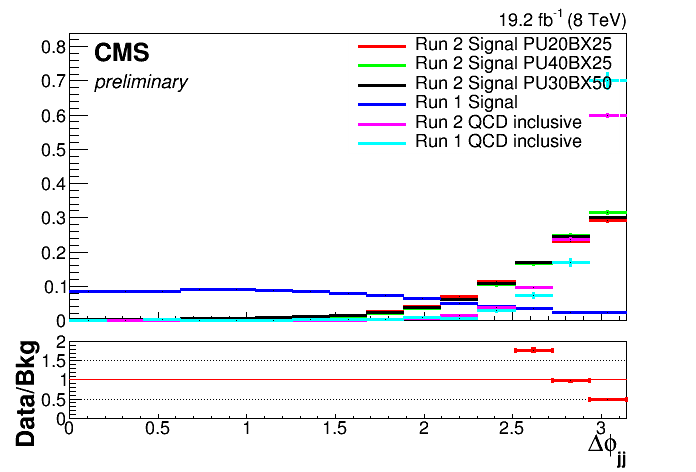 19.2 fb⁻¹ (8 TeV)
CMS
preliminary
Run 2 Signal PU20BX25
Run 2 Signal PU40BX25
Run 2 Signal PU30BX50
Run 1 Signal
Run 2 QCD inclusive
Run 1 QCD inclusive
0.8
0.7
0.6
0.5
0.4
0.3
0.2
0.1
0
Data/Bkg
2
1.5
1
0.5
0
0 0.5 1 1.5 2 2.5 3
Δϕjj